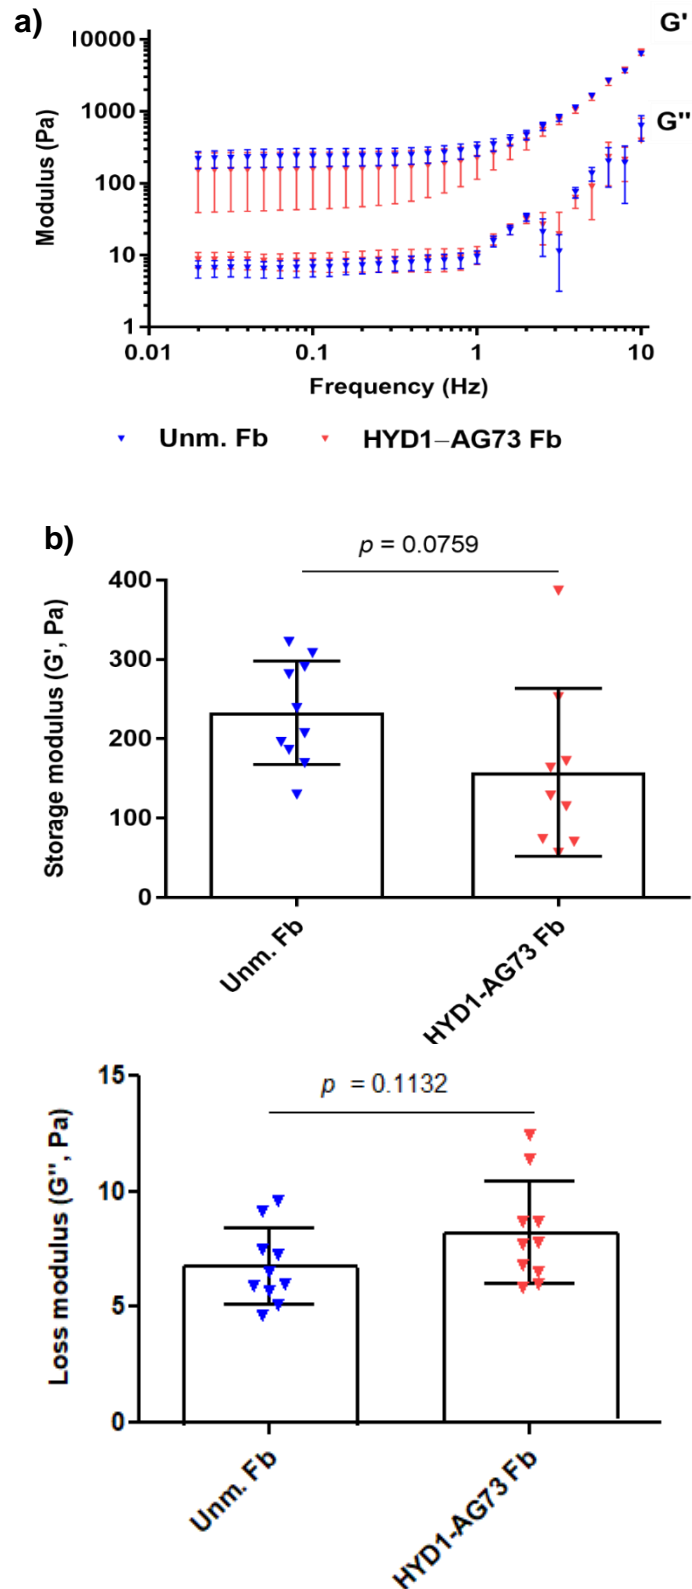 a)
10000
1000
100
10
1
Modulus (Pa)
G'
G''
0.01 0.1 1 10
Frequency (Hz)
Unm. Fb HYD1–AG73 Fb
b)
p = 0.0759
400
300
200
100
0
Storage modulus (G', Pa)
Unm. Fb HYD1-AG73 Fb
p = 0.1132
15
10
5
0
Loss modulus (G'', Pa)
Unm. Fb HYD1-AG73 Fb